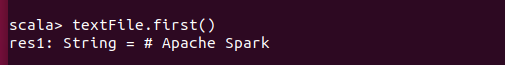 scala> textFile.first()
res1: String = # Apache Spark